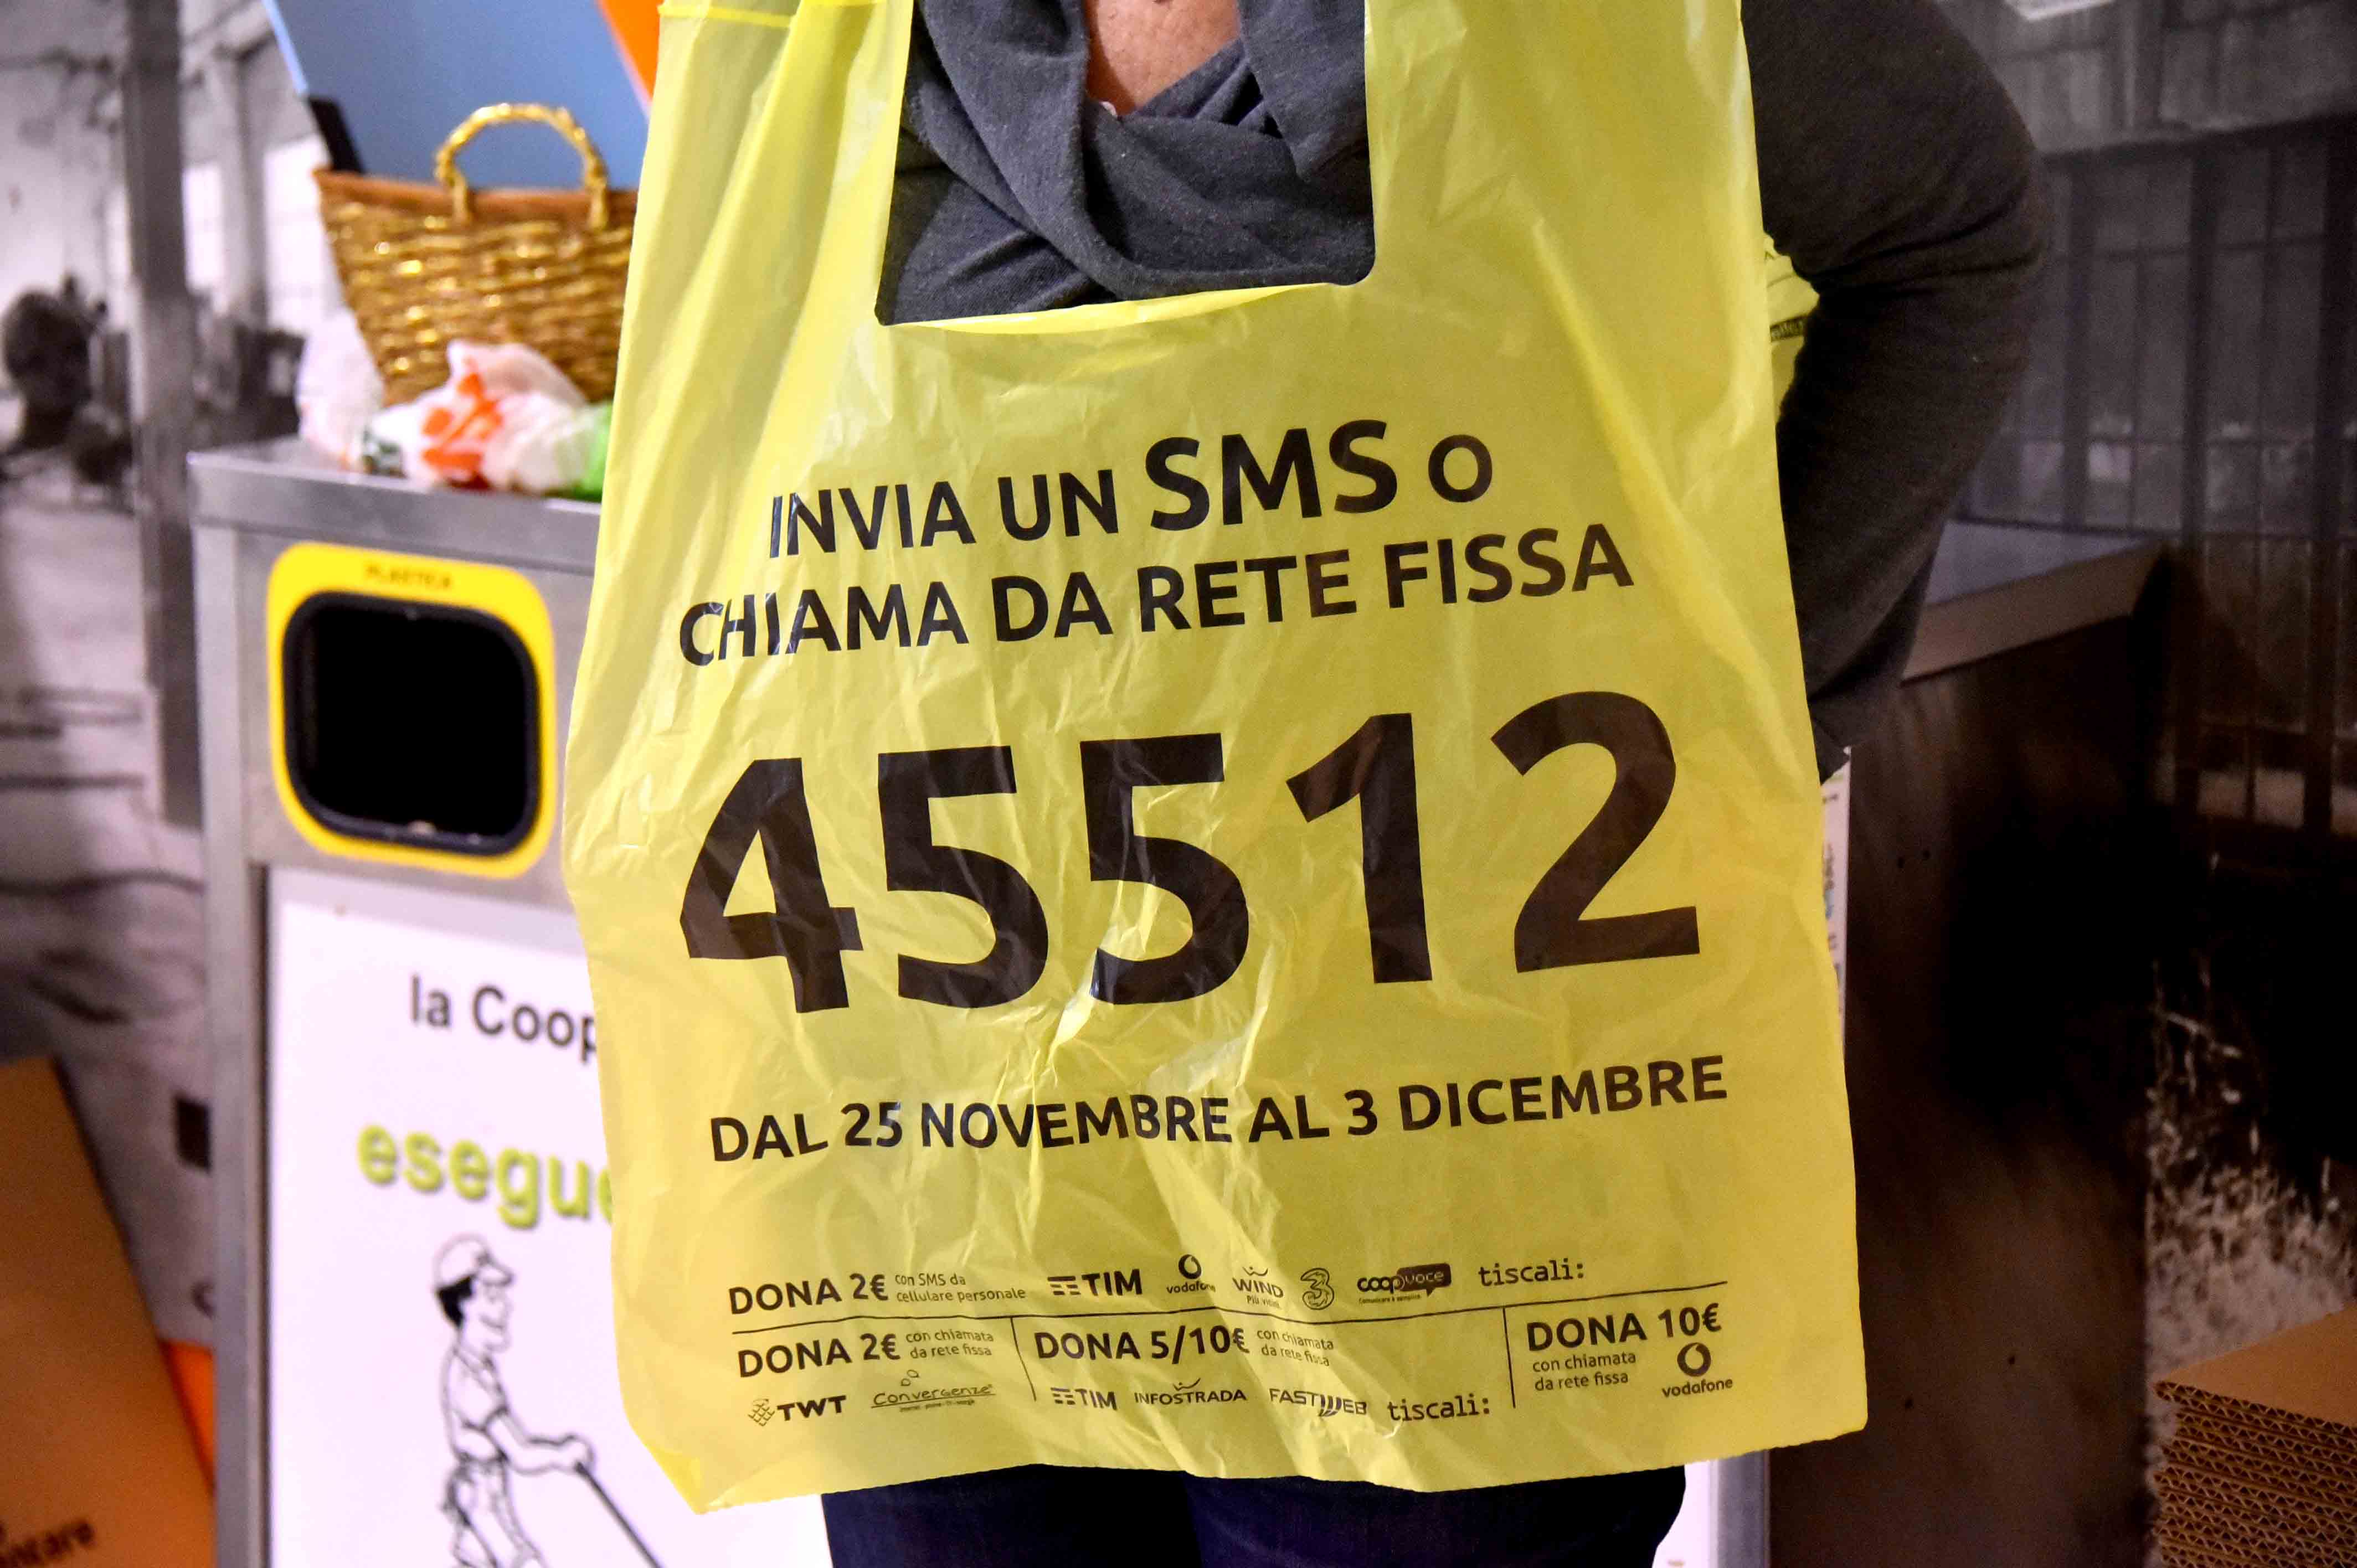 INVIA UN SMS O
CHIAMA DA RETE FISSA
45512
DAL 25 NOVEMBRE AL 3 DICEMBRE
DONA 2€ con SMS da cellulare personale TIM vodafone WIND 3 coop voce tiscali:
DONA 2€ con chiamata da rete fissa
TWT Convergenze
DONA 5/10€ con chiamata da rete fissa
TIM INFOSTRADA FASTWEB tiscali:
DONA 10€
con chiamata
da rete fissa
vodafone
PLASTICA
la Coop
esegue